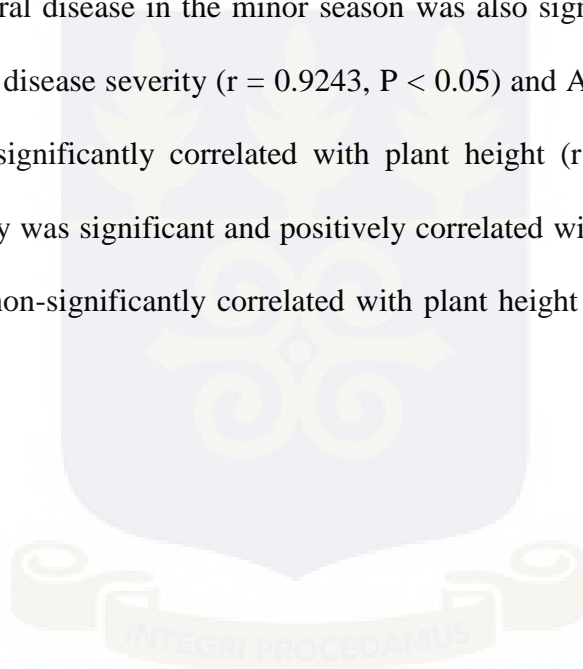 ral disease in the minor season was also sign
disease severity (r = 0.9243, P < 0.05) and A
significantly correlated with plant height (r
y was significant and positively correlated wi
non-significantly correlated with plant height
INTEGRI PROCEDAMUS